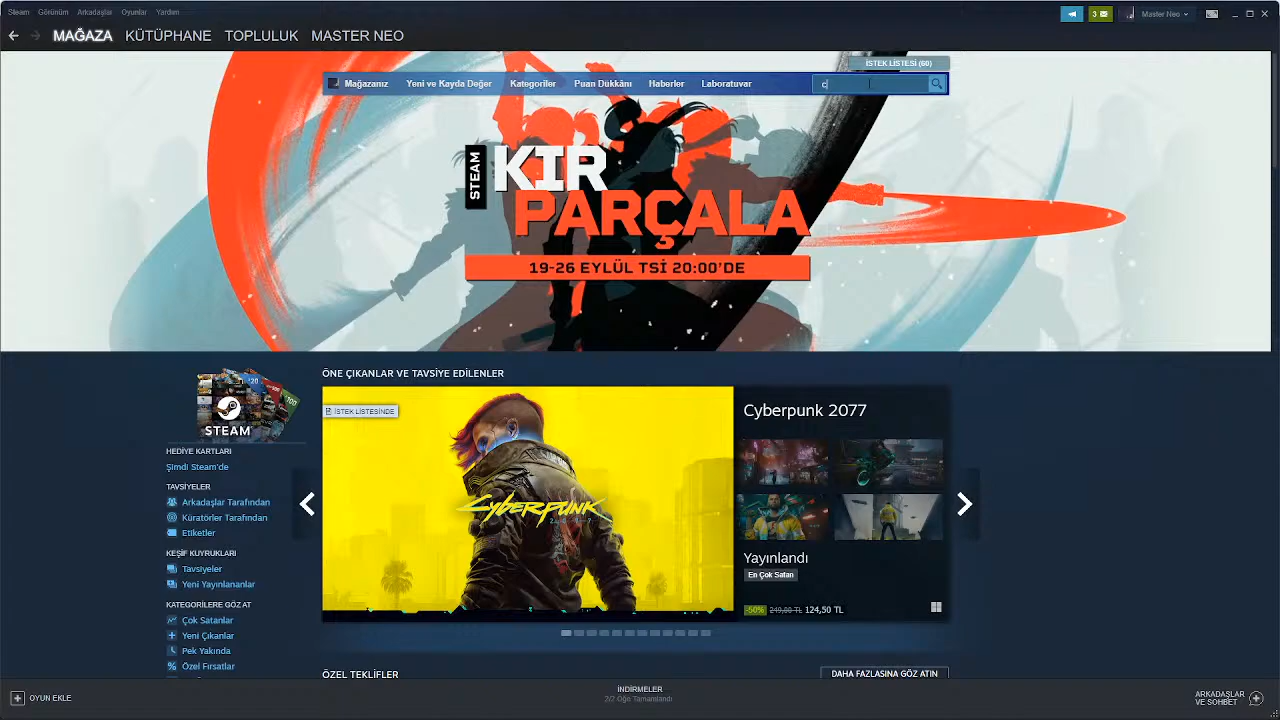 Steam Görünüm Arkadaşlar Oyunlar Yardım
3
Master Neo
MAĞAZA KÜTÜPHANE TOPLULUK MASTER NEO
İSTEK LİSTESİ (60)
Mağazanız Yeni ve Kayda Değer Kategoriler Puan Dükkânı Haberler Laboratuvar
c
STEAM
KIR
PARÇALA
19-26 EYLÜL TSİ 20:00'DE
ÖNE ÇIKANLAR VE TAVSİYE EDİLENLER
İSTEK LİSTESİNDE
CYBERPUNK
2077
Cyberpunk 2077
Yayınlandı
En Çok Satan
-50% 249,00 TL 124,50 TL
STEAM
HEDİYE KARTLARI
Şimdi Steam'de
TAVSİYELER
Arkadaşlar Tarafından
Küratörler Tarafından
Etiketler
KEŞİF KUYRUKLARI
Tavsiyeler
Yeni Yayınlananlar
KATEGORİLERE GÖZ AT
Çok Satanlar
Yeni Çıkanlar
Pek Yakında
Özel Fırsatlar
ÖZEL TEKLİFLER
DAHA FAZLASINA GÖZ ATIN
OYUN EKLE
İNDİRMELER
2/2 Öğe Tamamlandı
ARKADAŞLAR
VE SOHBET